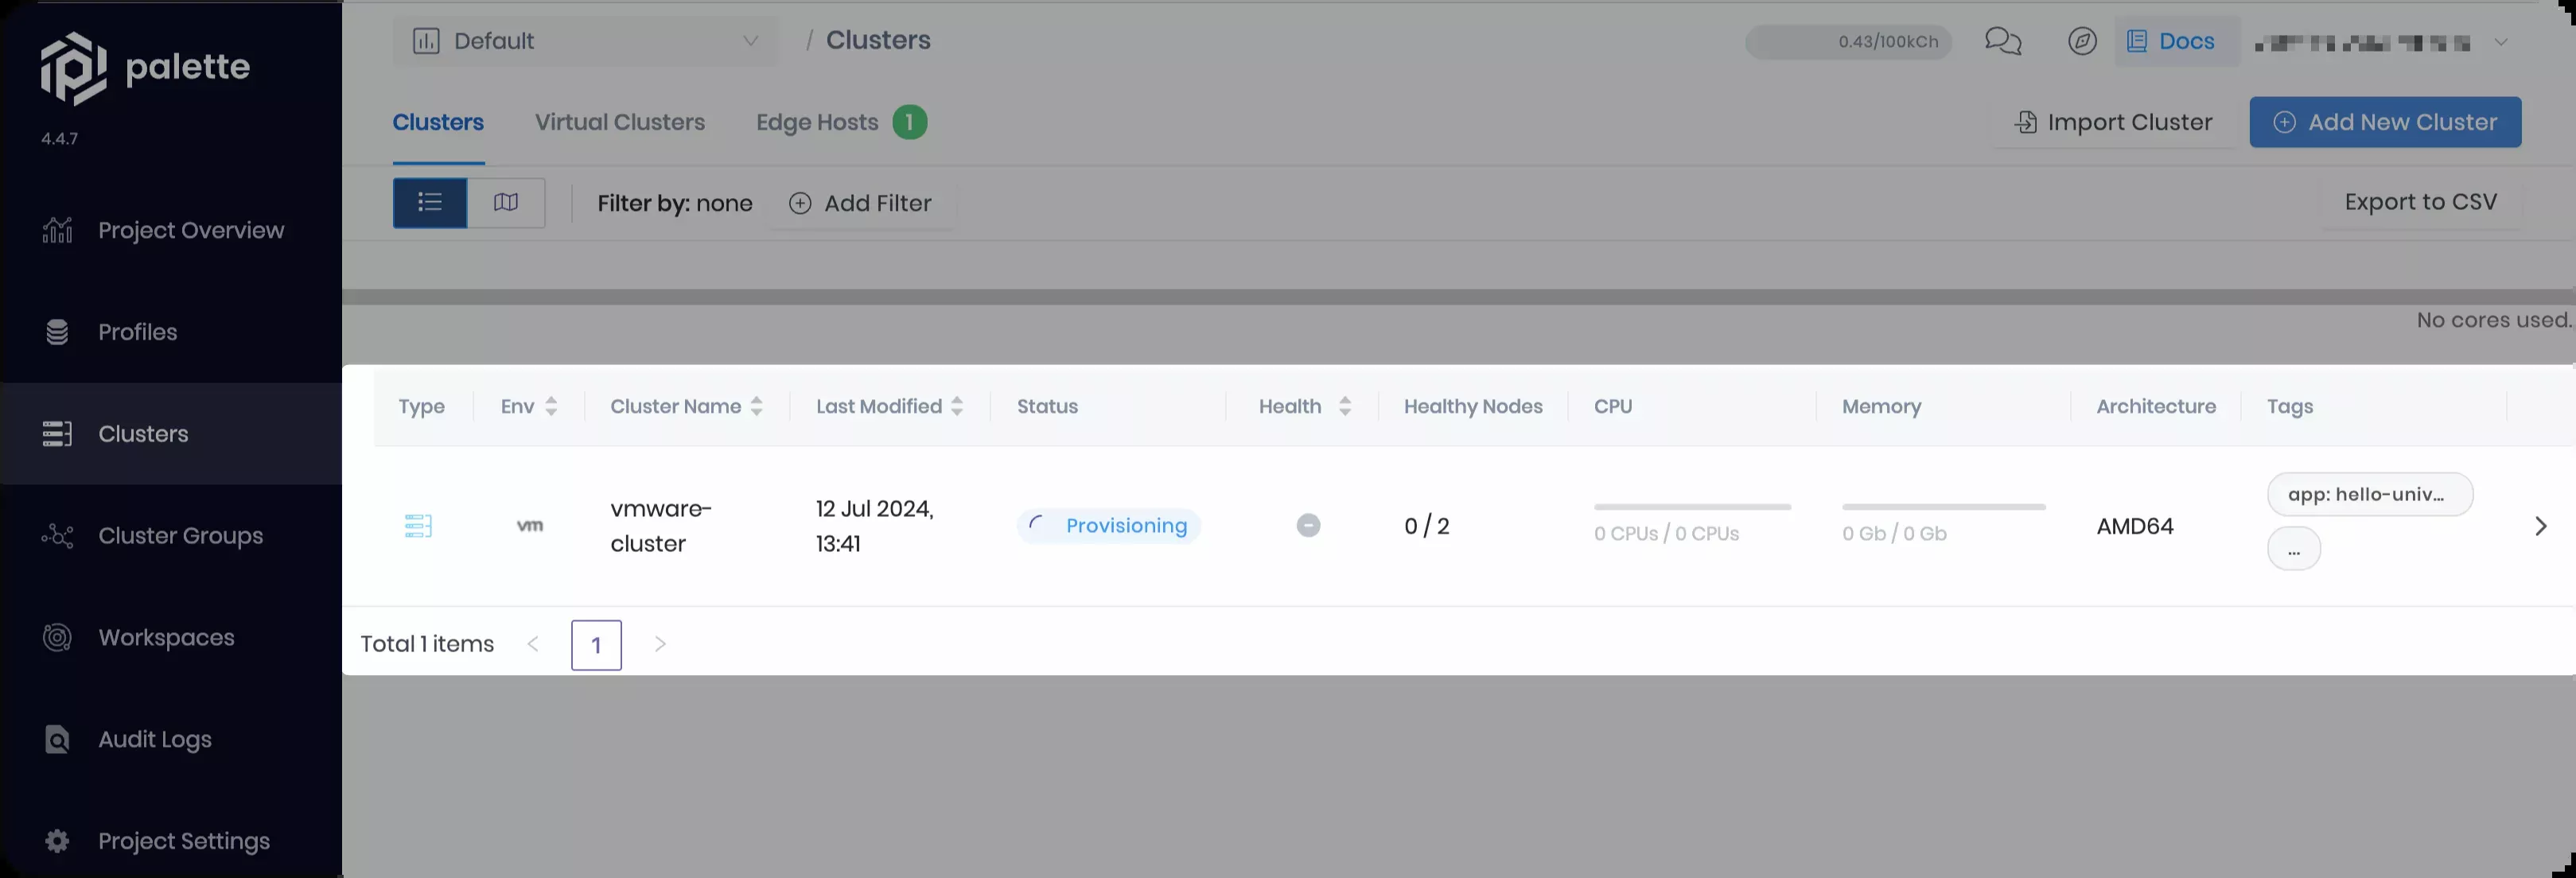 palette
4.4.7
Project Overview
Profiles
Clusters
Cluster Groups
Workspaces
Audit Logs
Project Settings
Default / Clusters 0.43/100kCh Docs
Clusters Virtual Clusters Edge Hosts 1 Import Cluster Add New Cluster
Filter by: none Add Filter Export to CSV
No cores used.
Type Env Cluster Name Last Modified Status Health Healthy Nodes CPU Memory Architecture Tags
vm vmware-cluster 12 Jul 2024, 13:41 Provisioning 0 / 2 0 CPUs / 0 CPUs 0 Gb / 0 Gb AMD64 app: hello-univ...
...
Total 1 items < 1 >